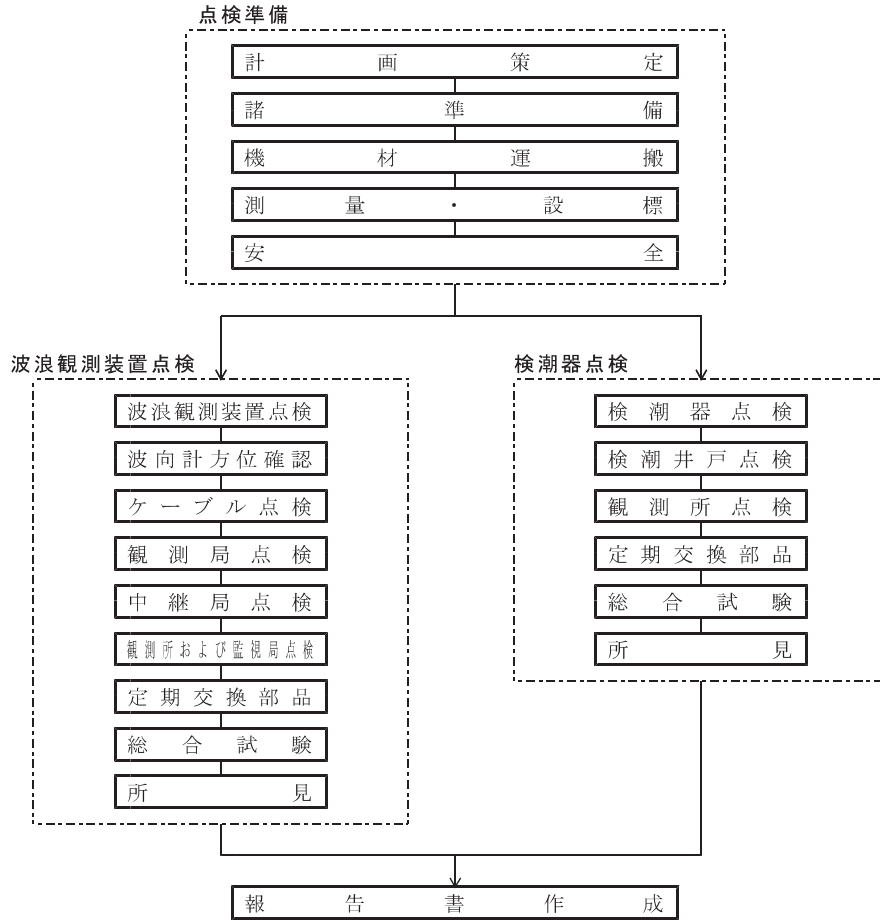 点検準備
計画策定
諸準備
機材運搬
測量・設標
安全
波浪観測装置点検
波浪観測装置点検
波向計方位確認
ケーブル点検
観測局点検
中継局点検
観測所および監視局点検
定期交換部品
総合試験
所見
検潮器点検
検潮器点検
検潮井戸点検
観測所点検
定期交換部品
総合試験
所見
報告書作成